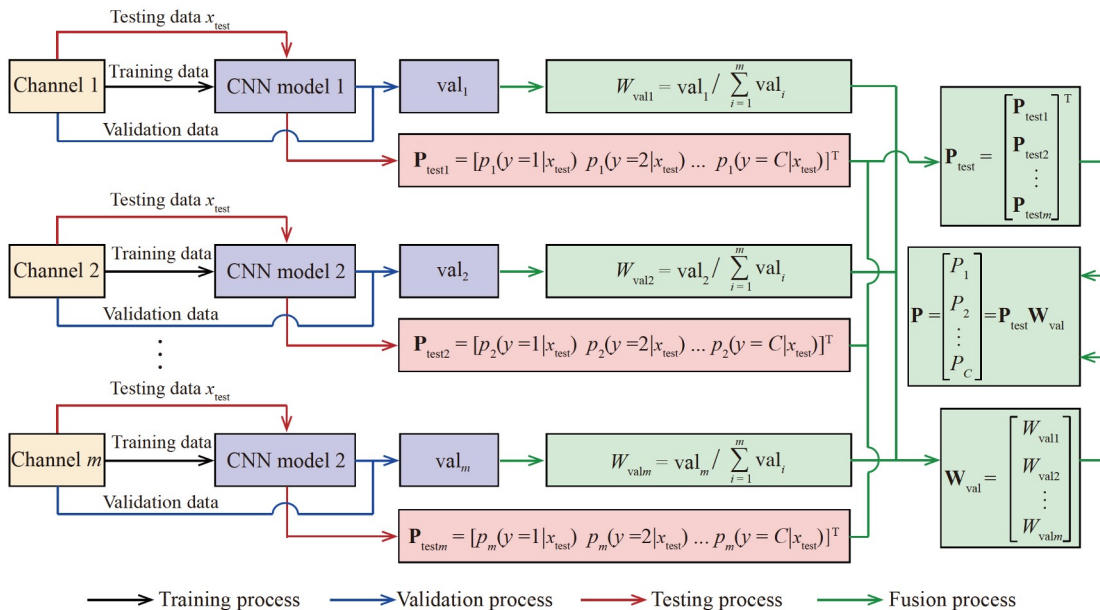 Testing data x_test
Channel 1
Training data
CNN model 1
val_1
W_val1 = val_1 / ∑_{i=1}^{m} val_i
Validation data
P_test1 = [p_1(y=1|x_test) p_1(y=2|x_test) ... p_1(y=C|x_test)]^T
P_test = [P_test1 P_test2 ⋮ P_testm]^T
Testing data x_test
Channel 2
Training data
CNN model 2
val_2
W_val2 = val_2 / ∑_{i=1}^{m} val_i
Validation data
P_test2 = [p_2(y=1|x_test) p_2(y=2|x_test) ... p_2(y=C|x_test)]^T
P = [P_1 P_2 ⋮ P_C] = P_test W_val
⋮
Testing data x_test
Channel m
Training data
CNN model 2
val_m
W_valm = val_m / ∑_{i=1}^{m} val_i
Validation data
P_testm = [p_m(y=1|x_test) p_m(y=2|x_test) ... p_m(y=C|x_test)]^T
W_val = [W_val1 W_val2 ⋮ W_valm]
Training process
Validation process
Testing process
Fusion process